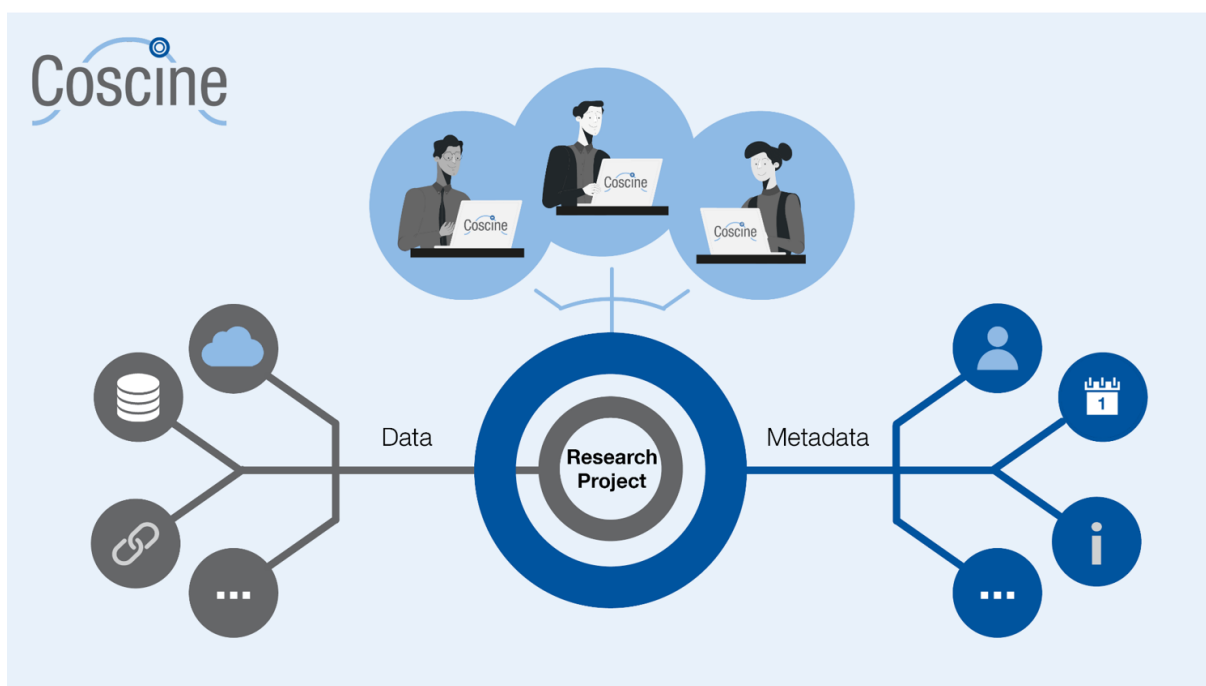 Coscine
Coscine
Coscine
Coscine
Data
Metadata
1
Research
Project
i
...
...